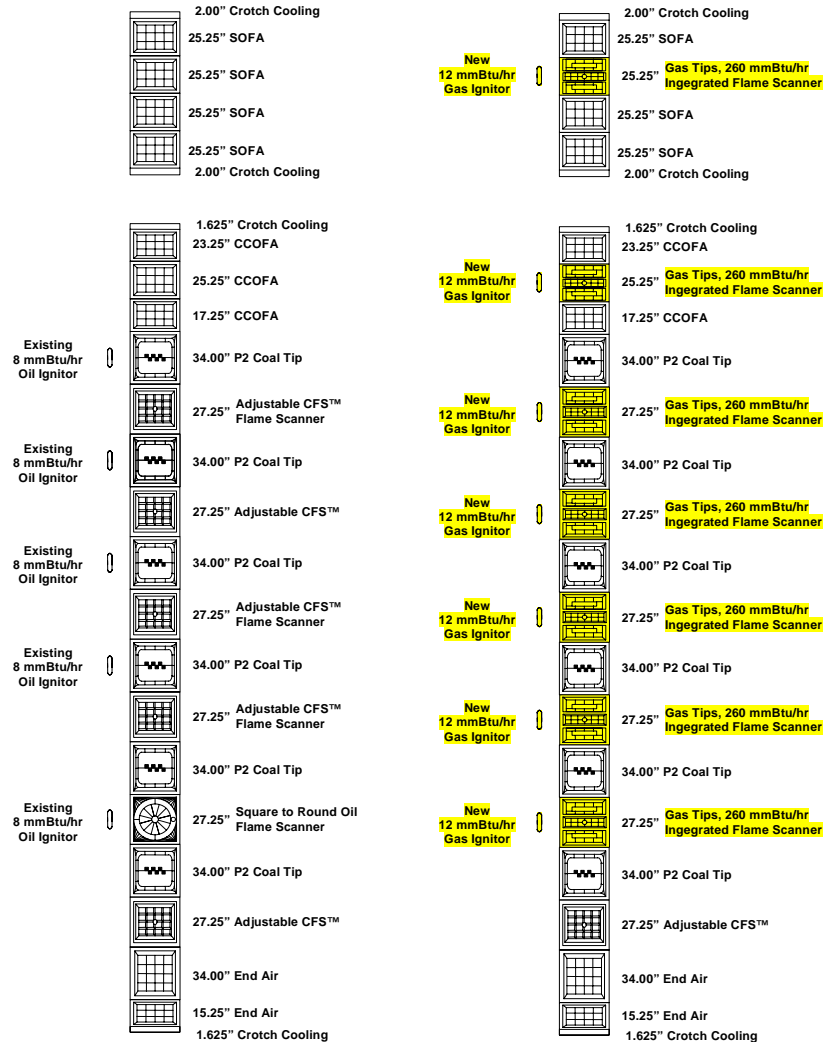 2.00” Crotch Cooling
25.25” SOFA
25.25” SOFA
25.25” SOFA
25.25” SOFA
2.00” Crotch Cooling
1.625” Crotch Cooling
23.25” CCOFA
25.25” CCOFA
17.25” CCOFA
Existing
8 mmBtu/hr
Oil Ignitor
34.00” P2 Coal Tip
27.25” Adjustable CFS™
Flame Scanner
Existing
8 mmBtu/hr
Oil Ignitor
34.00” P2 Coal Tip
27.25” Adjustable CFS™
Existing
8 mmBtu/hr
Oil Ignitor
34.00” P2 Coal Tip
27.25” Adjustable CFS™
Flame Scanner
Existing
8 mmBtu/hr
Oil Ignitor
34.00” P2 Coal Tip
27.25” Adjustable CFS™
Flame Scanner
34.00” P2 Coal Tip
Existing
8 mmBtu/hr
Oil Ignitor
27.25” Square to Round Oil
Flame Scanner
34.00” P2 Coal Tip
27.25” Adjustable CFS™
34.00” End Air
15.25” End Air
1.625” Crotch Cooling
2.00” Crotch Cooling
25.25” SOFA
New
12 mmBtu/hr
Gas Ignitor
25.25” Gas Tips, 260 mmBtu/hr
Ingegrated Flame Scanner
25.25” SOFA
25.25” SOFA
2.00” Crotch Cooling
1.625” Crotch Cooling
23.25” CCOFA
New
12 mmBtu/hr
Gas Ignitor
25.25” Gas Tips, 260 mmBtu/hr
Ingegrated Flame Scanner
17.25” CCOFA
34.00” P2 Coal Tip
New
12 mmBtu/hr
Gas Ignitor
27.25” Gas Tips, 260 mmBtu/hr
Ingegrated Flame Scanner
34.00” P2 Coal Tip
New
12 mmBtu/hr
Gas Ignitor
27.25” Gas Tips, 260 mmBtu/hr
Ingegrated Flame Scanner
34.00” P2 Coal Tip
New
12 mmBtu/hr
Gas Ignitor
27.25” Gas Tips, 260 mmBtu/hr
Ingegrated Flame Scanner
34.00” P2 Coal Tip
New
12 mmBtu/hr
Gas Ignitor
27.25” Gas Tips, 260 mmBtu/hr
Ingegrated Flame Scanner
34.00” P2 Coal Tip
New
12 mmBtu/hr
Gas Ignitor
27.25” Gas Tips, 260 mmBtu/hr
Ingegrated Flame Scanner
34.00” P2 Coal Tip
27.25” Adjustable CFS™
34.00” End Air
15.25” End Air
1.625” Crotch Cooling